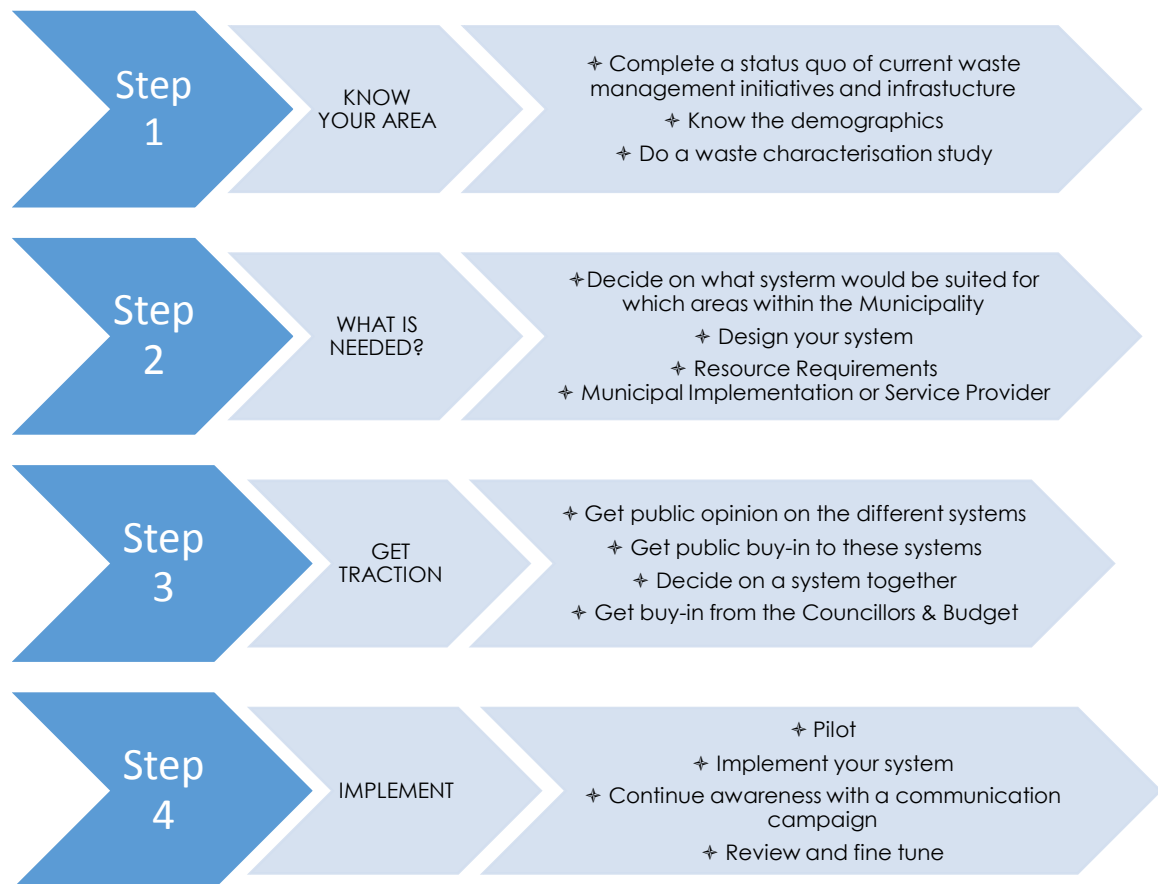 Step
1
KNOW
YOUR AREA
✦ Complete a status quo of current waste
management initiatives and infrastucture
✦ Know the demographics
✦ Do a waste characterisation study
Step
2
WHAT IS
NEEDED?
✦Decide on what systerm would be suited for
which areas within the Municipality
✦ Design your system
✦ Resource Requirements
✦ Municipal Implementation or Service Provider
Step
3
GET
TRACTION
✦ Get public opinion on the different systems
✦ Get public buy-in to these systems
✦ Decide on a system together
✦ Get buy-in from the Councillors & Budget
Step
4
IMPLEMENT
✦ Pilot
✦ Implement your system
✦ Continue awareness with a communication
campaign
✦ Review and fine tune